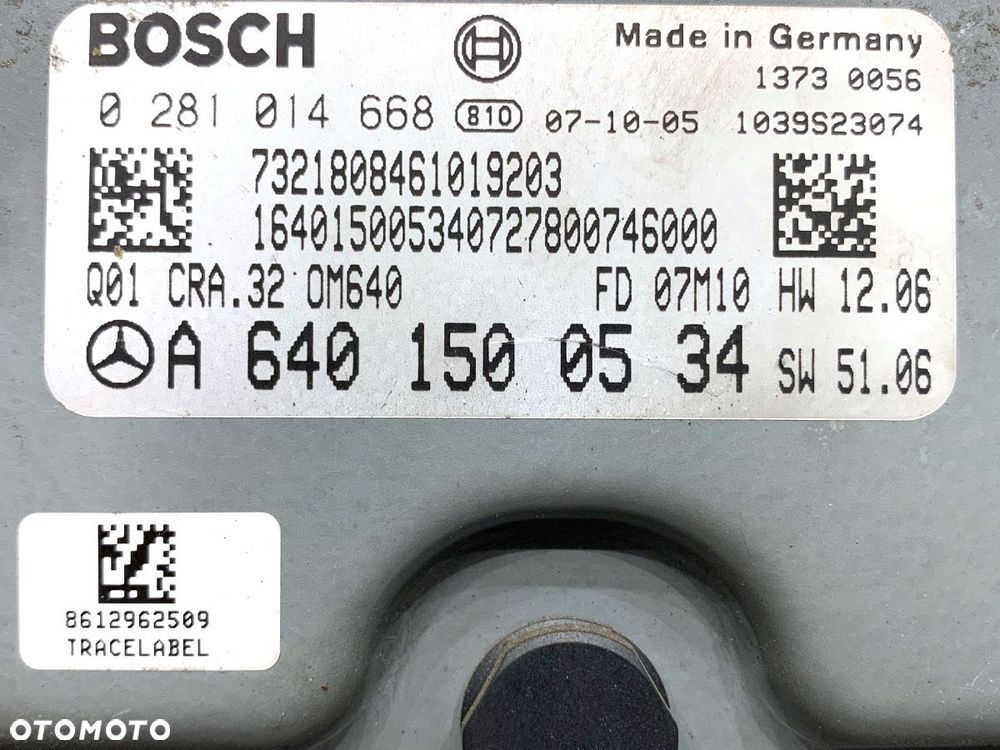 BOSCH
Made in Germany
1373 0056
0 281 014 668 810 07-10-05 1039S23074
7321808461019203
164015005340727800746000
Q01 CRA.32 OM640 FD 07M10 HW 12.06
A 640 150 05 34 SW 51.06
8612962509
TRACELABEL
OTOMOTO